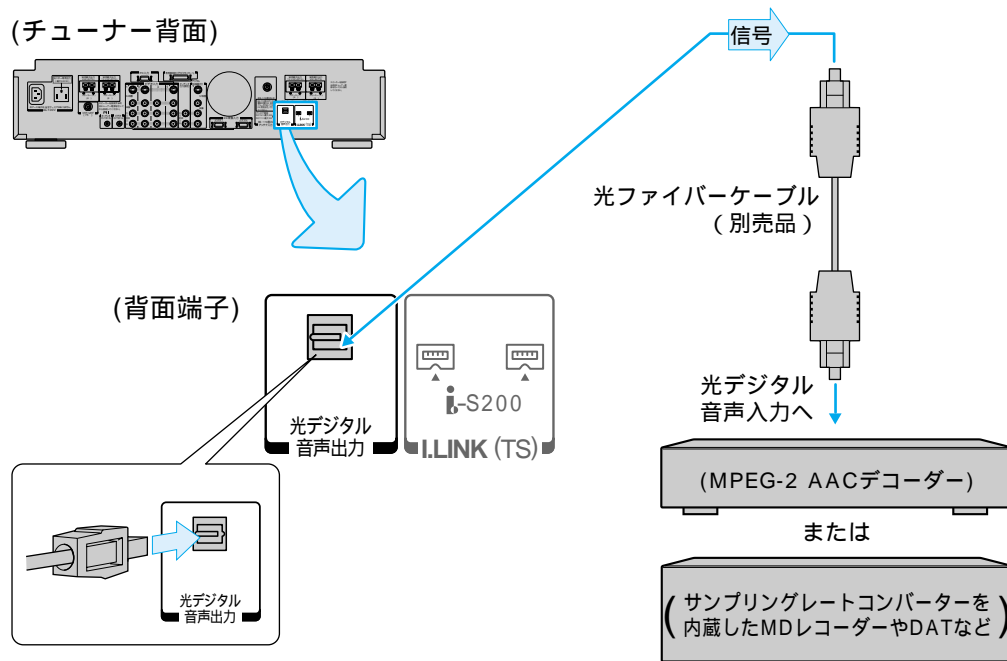 (チューナー背面)
信号
光ファイバーケーブル
(別売品)
(背面端子)
i-S200
光デジタル
音声出力
I.LINK (TS)
光デジタル
音声入力へ
(MPEG-2 AACデコーダー)
または
光デジタル
音声出力
(サンプリングレートコンバーターを
内蔵したMDレコーダーやDATなど)